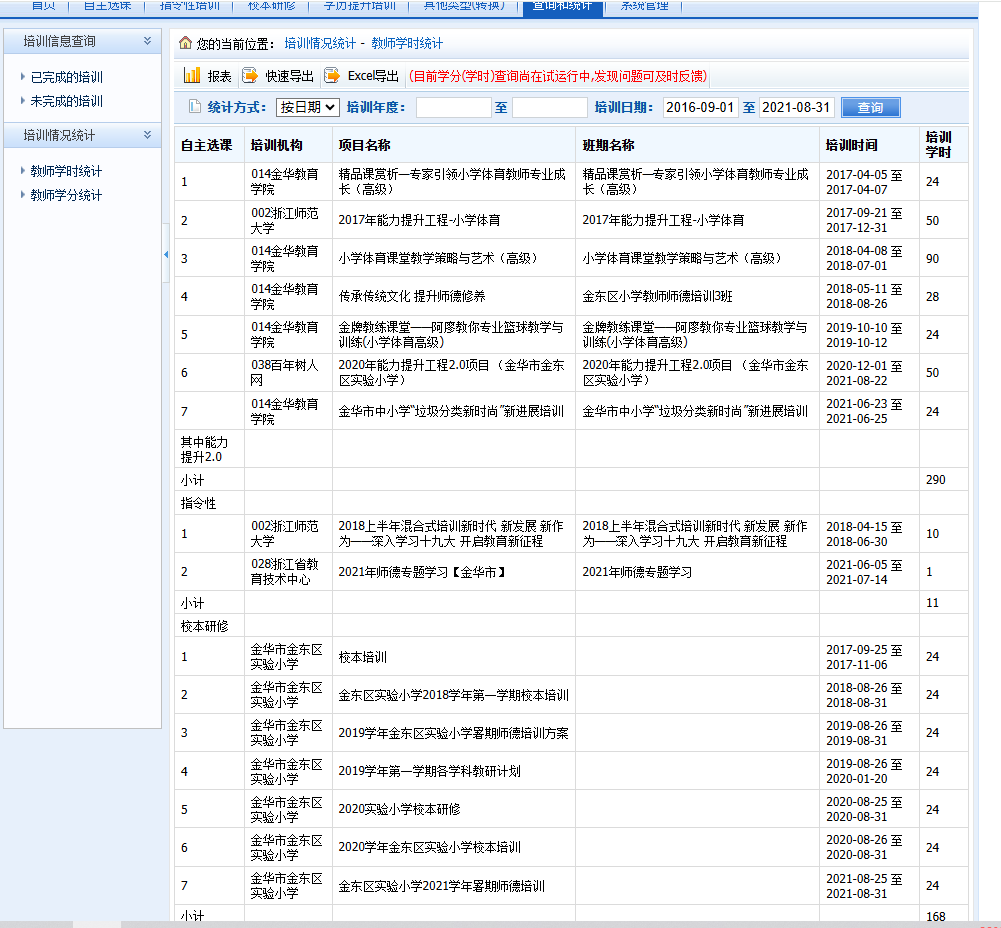 首页 自主选课 指令性培训 校本研修 学历提升培训 其他类型(转换) 查询和统计 系统管理
培训信息查询
已完成的培训
未完成的培训
培训情况统计
教师学时统计
教师学分统计
您的当前位置： 培训情况统计 - 教师学时统计
报表 快速导出 Excel导出 (目前学分(学时)查询尚在试运行中,发现问题可及时反馈)
统计方式： 按日期 培训年度： 至 培训日期： 2016-09-01 至 2021-08-31 查询
自主选课 培训机构 项目名称 班期名称 培训时间 培训
学时
1 014金华教育 精品课赏析—专家引领小学体育教师专业成 精品课赏析—专家引领小学体育教师专业成 2017-04-05 至 24
学院 长（高级） 长（高级） 2017-04-07
2 002浙江师范 2017年能力提升工程-小学体育 2017年能力提升工程-小学体育 2017-09-21 至 50
大学 2017-12-31
3 014金华教育 小学体育课堂教学策略与艺术（高级） 小学体育课堂教学策略与艺术（高级） 2018-04-08 至 90
学院 2018-07-01
4 014金华教育 传承传统文化 提升师德修养 金东区小学教师师德培训3班 2018-05-11 至 28
学院 2018-08-26
5 014金华教育 金牌教练课堂——阿廖教你专业篮球教学与 金牌教练课堂——阿廖教你专业篮球教学与 2019-10-10 至 24
学院 训练(小学体育高级） 训练(小学体育高级） 2019-10-12
6 038百年树人 2020年能力提升工程2.0项目 （金华市金东 2020年能力提升工程2.0项目 （金华市金东 2020-12-01 至 50
网 区实验小学） 区实验小学） 2021-08-22
7 014金华教育 金华市中小学“垃圾分类新时尚”新进展培训 金华市中小学“垃圾分类新时尚”新进展培训 2021-06-23 至 24
学院 2021-06-25
其中能力
提升2.0
小计 290
指令性
1 002浙江师范 2018上半年混合式培训新时代 新发展 新作 2018上半年混合式培训新时代 新发展 新作 2018-04-15 至 10
大学 为——深入学习十九大 开启教育新征程 为——深入学习十九大 开启教育新征程 2018-06-30
2 028浙江省教 2021年师德专题学习【金华市】 2021年师德专题学习 2021-06-05 至 1
育技术中心 2021-07-14
小计 11
校本研修
1 金华市金东区 校本培训 2017-09-25 至 24
实验小学 2017-11-06
2 金华市金东区 金东区实验小学2018学年第一学期校本培训 2018-08-26 至 24
实验小学 2018-08-31
3 金华市金东区 2019学年金东区实验小学署期师德培训方案 2019-08-26 至 24
实验小学 2019-08-31
4 金华市金东区 2019学年第一学期各学科教研计划 2019-08-26 至 24
实验小学 2020-01-20
5 金华市金东区 2020实验小学校本研修 2020-08-25 至 24
实验小学 2020-08-31
6 金华市金东区 2020学年金东区实验小学校本培训 2020-08-26 至 24
实验小学 2020-08-31
7 金华市金东区 金东区实验小学2021学年署期师德培训 2021-08-25 至 24
实验小学 2021-08-31
小计 168